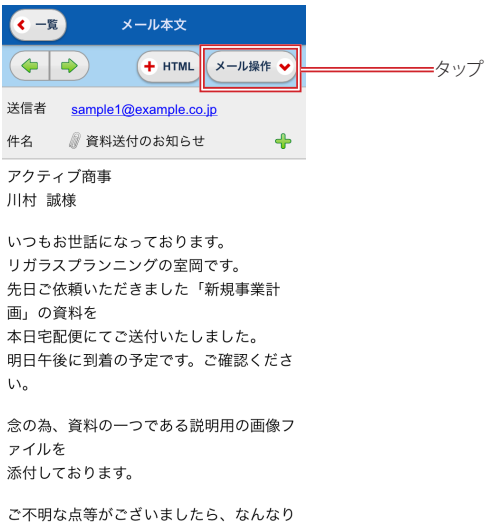 一覧 メール本文
HTML メール操作 タップ
送信者 sample1@example.co.jp
件名 資料送付のお知らせ
アクティブ商事
川村 誠様
いつもお世話になっております。
リガラスプランニングの室岡です。
先日ご依頼いただきました「新規事業計
画」の資料を
本日宅配便にてご送付いたしました。
明日午後に到着の予定です。ご確認くださ
い。
念の為、資料の一つである説明用の画像フ
ァイルを
添付しております。
ご不明な点等がございましたら、なんなり